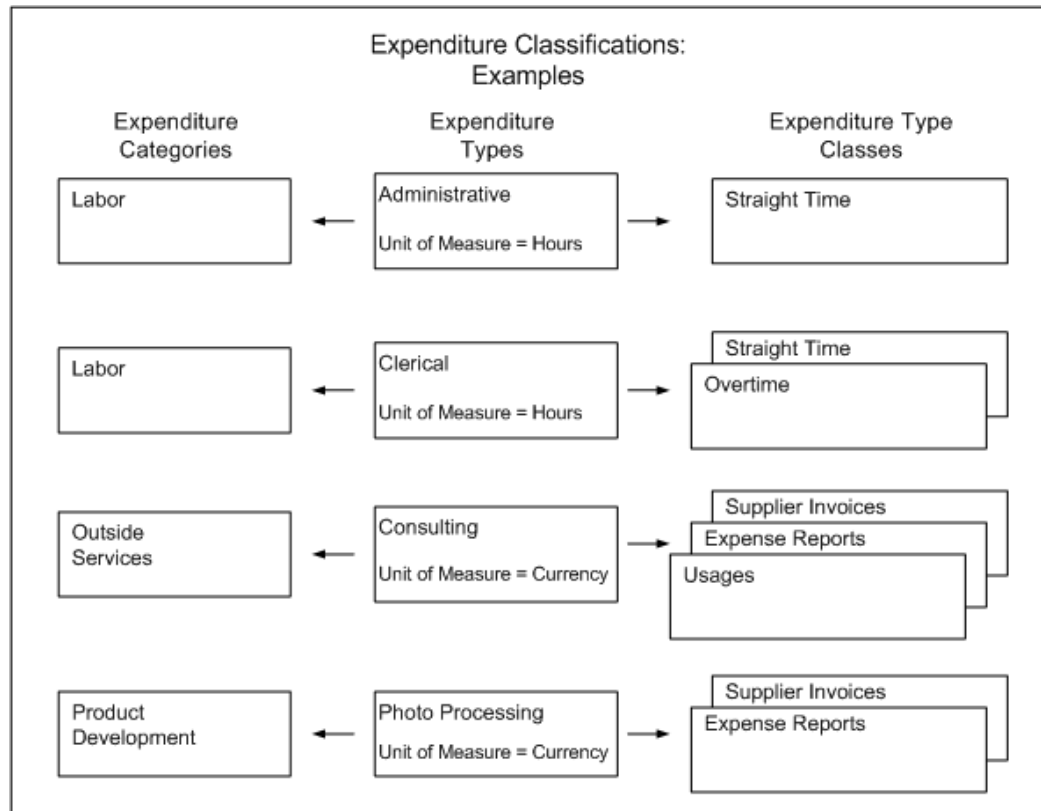 Expenditure Classifications:
Examples
Expenditure
Categories
Expenditure
Types
Expenditure Type
Classes
Labor
Administrative
Unit of Measure = Hours
Straight Time
Labor
Clerical
Unit of Measure = Hours
Straight Time
Overtime
Outside
Services
Consulting
Unit of Measure = Currency
Supplier Invoices
Expense Reports
Usages
Product
Development
Photo Processing
Unit of Measure = Currency
Supplier Invoices
Expense Reports